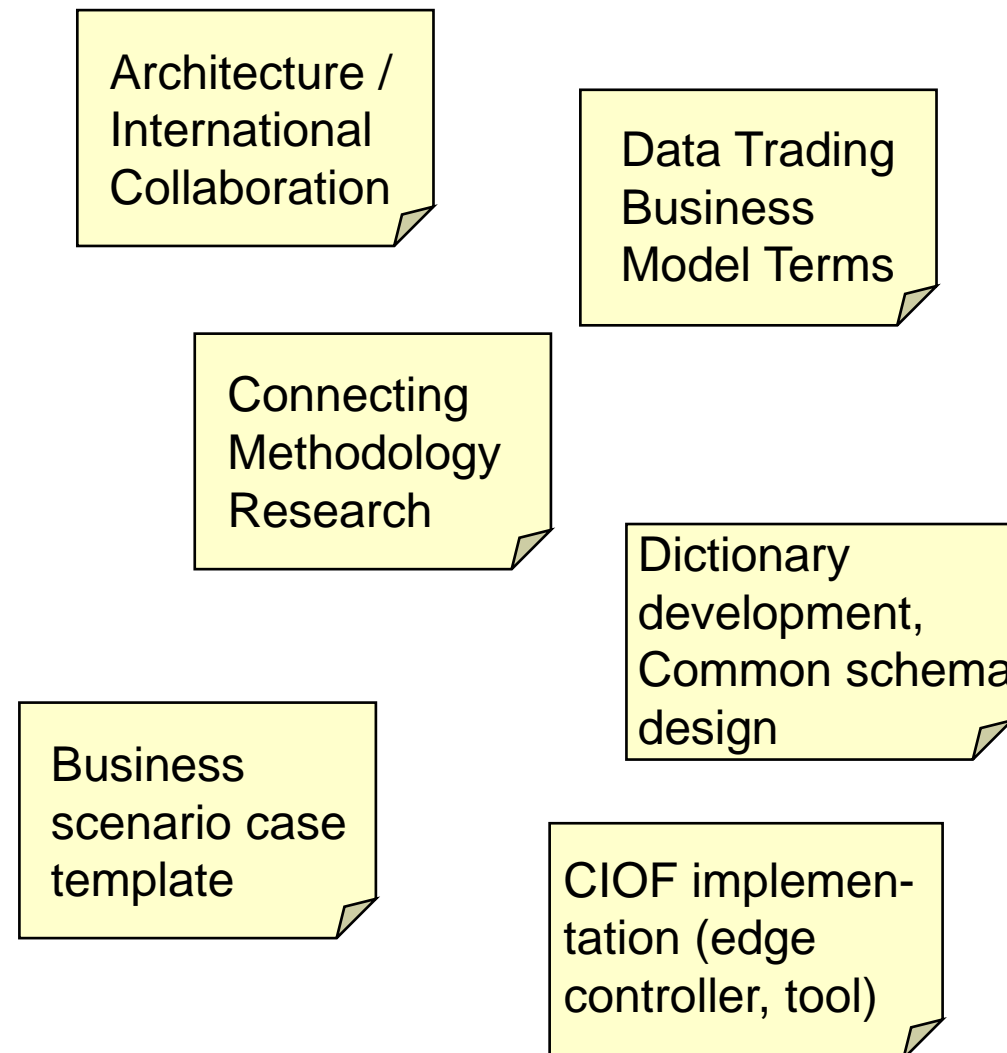 Architecture /
International
Collaboration
Data Trading
Business
Model Terms
Connecting
Methodology
Research
Dictionary
development,
Common schema
design
Business
scenario case
template
CIOF implemen-
tation (edge
controller, tool)